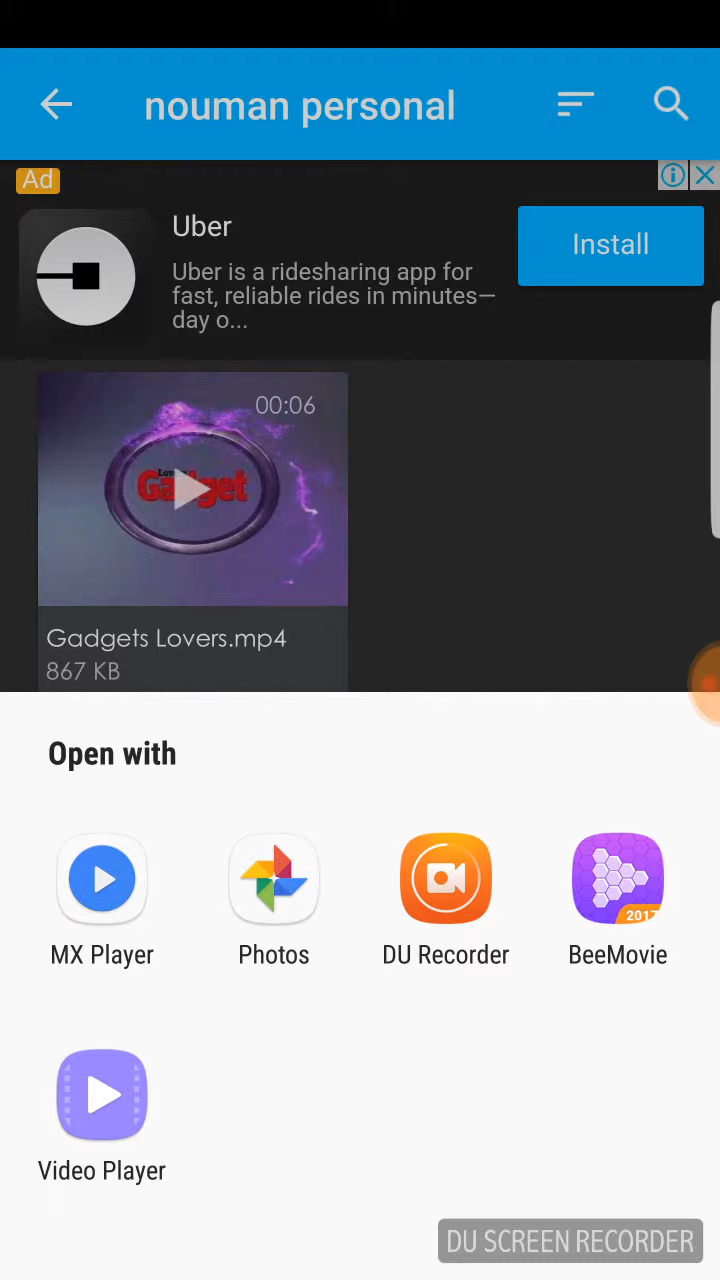 nouman personal
Ad
Uber
Install
Uber is a ridesharing app for
fast, reliable rides in minutes—
day o...
00:06
Gadget
Gadgets Lovers.mp4
867 KB
Open with
MX Player
Photos
DU Recorder
2017
BeeMovie
Video Player
DU SCREEN RECORDER